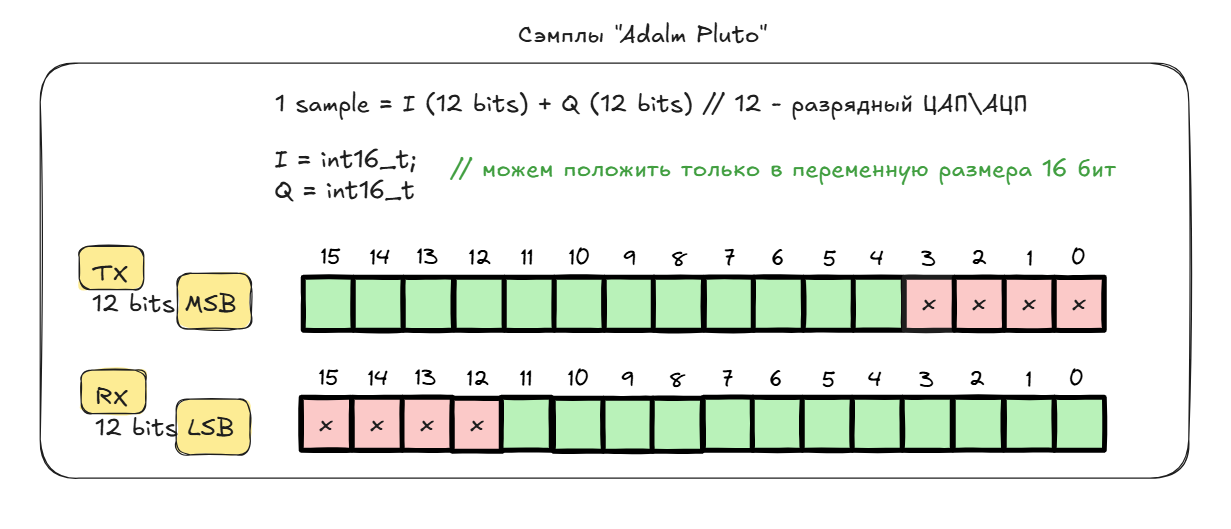 Сэмплы "Adalm Pluto"
1 sample = I (12 bits) + Q (12 bits) // 12 - разрядный ЦАП\АЦП
I = int16_t;
// можем положить только в переменную размера 16 бит
Q = int16_t
TX
15 14 13 12 11 10 9 8 7 6 5 4 3 2 1 0
12 bits MSB
x x x x
RX
15 14 13 12 11 10 9 8 7 6 5 4 3 2 1 0
12 bits LSB
x x x x